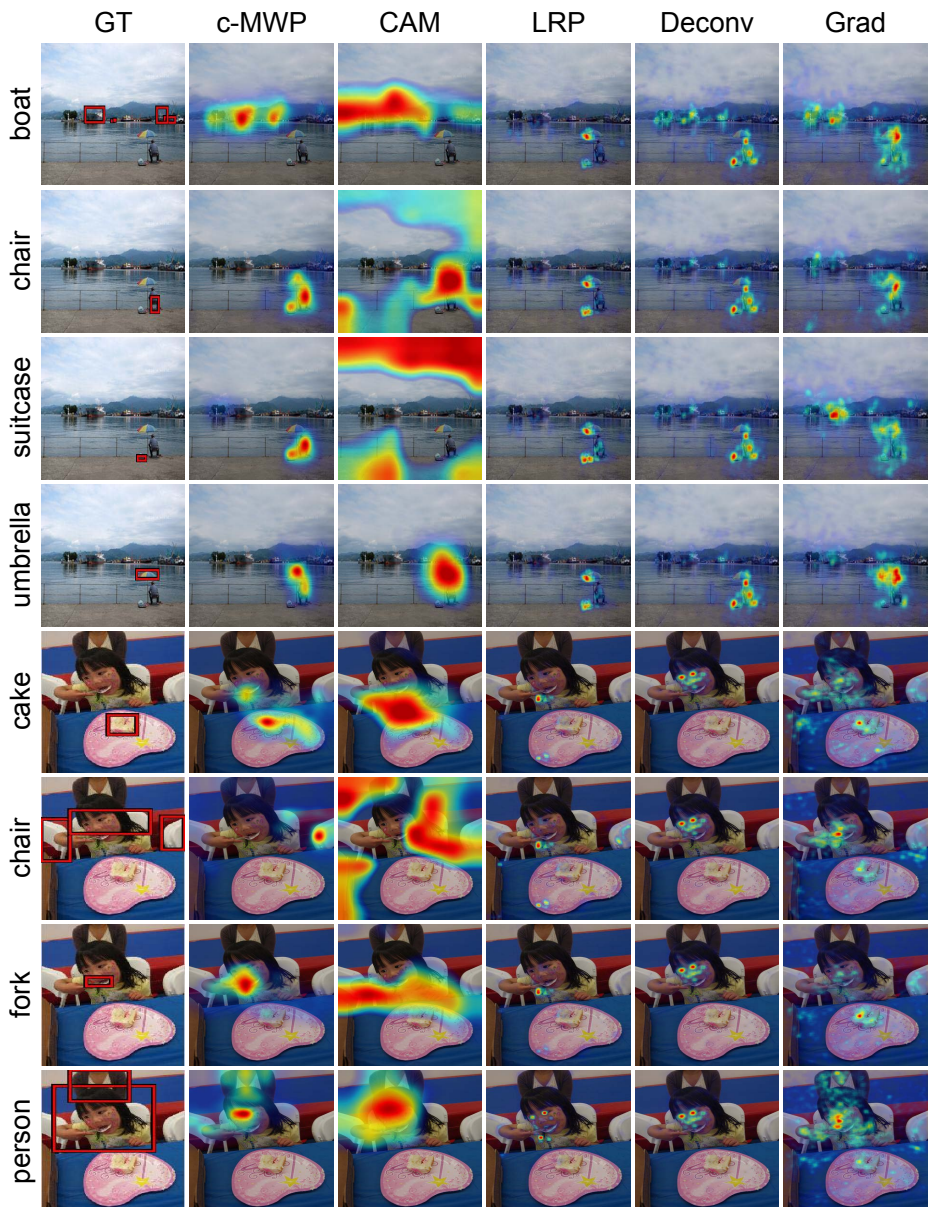 GT c-MWP CAM LRP Deconv Grad
boat
chair
suitcase
umbrella
cake
chair
fork
person